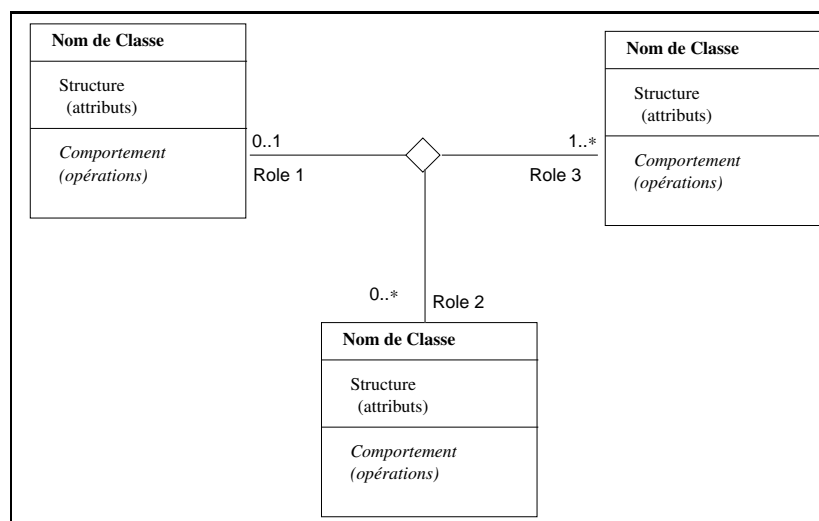 Nom de Classe
Structure
(attributs)
Comportement
(opérations)
0..1
Role 1
1..*
Role 3
Nom de Classe
Structure
(attributs)
Comportement
(opérations)
0..*
Role 2
Nom de Classe
Structure
(attributs)
Comportement
(opérations)